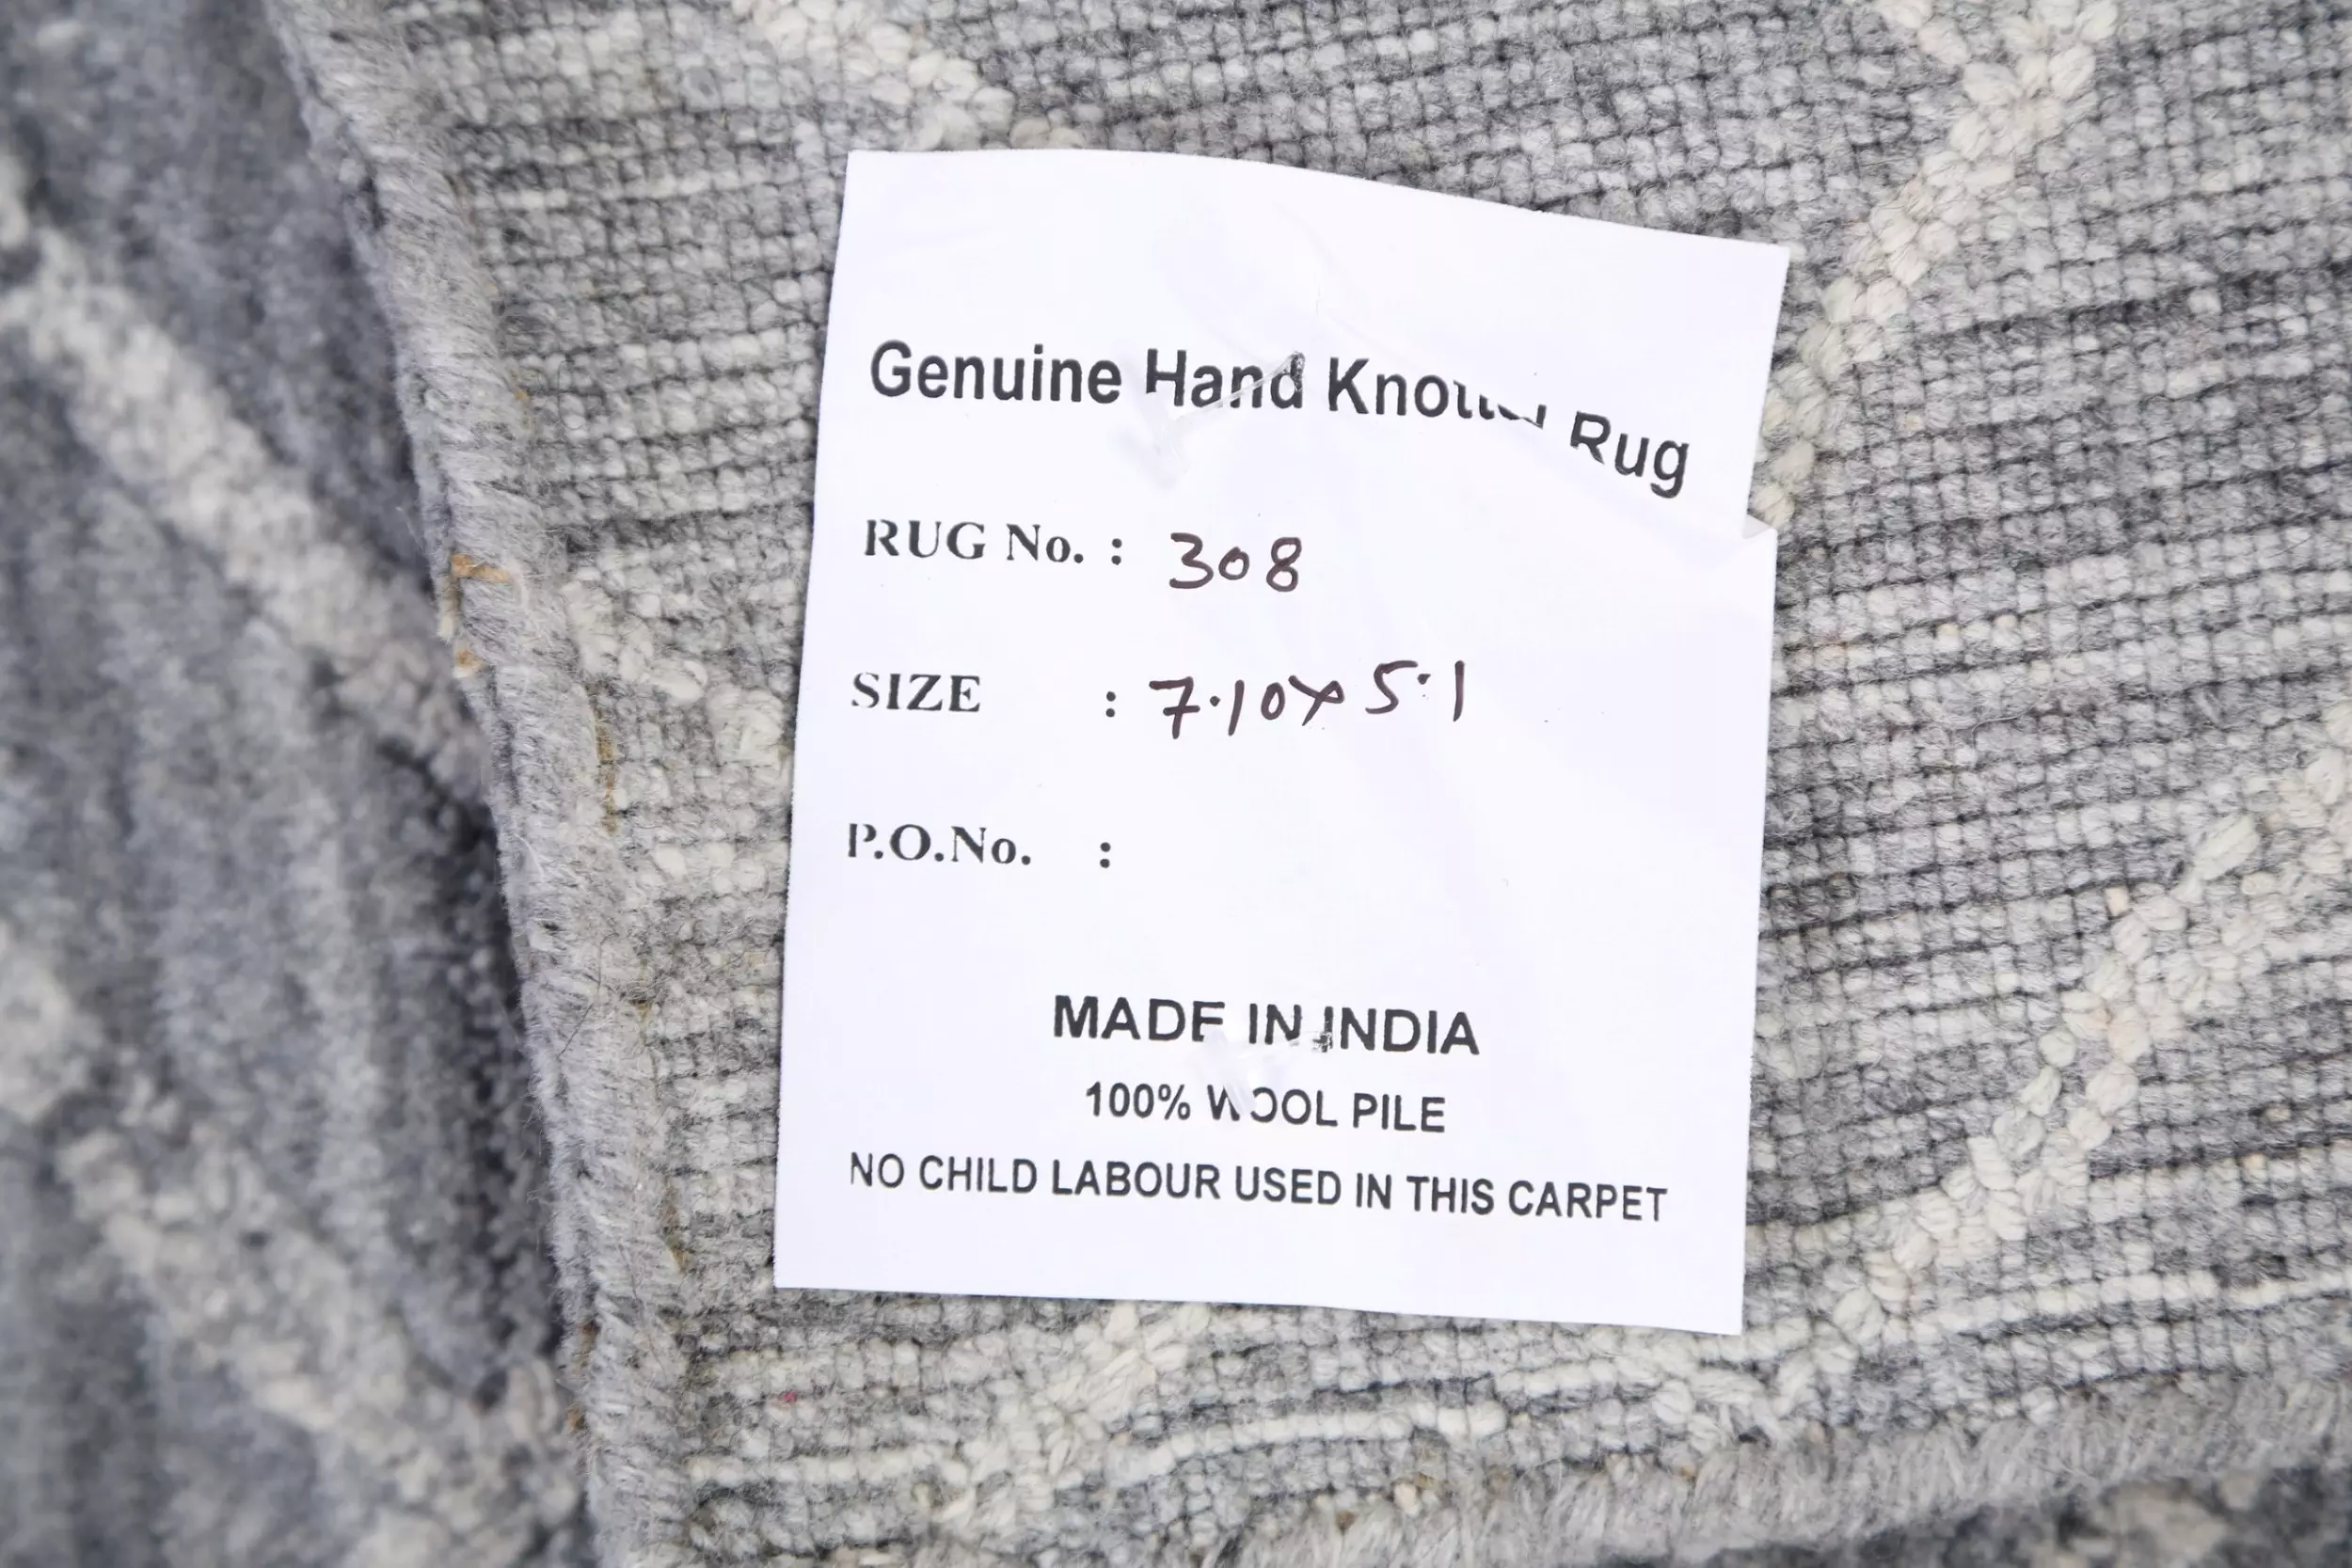 Genuine Hand Knotted Rug
RUG No. : 308
SIZE : 7.10x5.1
P.O.No. :
MADE IN INDIA
100% WOOL PILE
NO CHILD LABOUR USED IN THIS CARPET